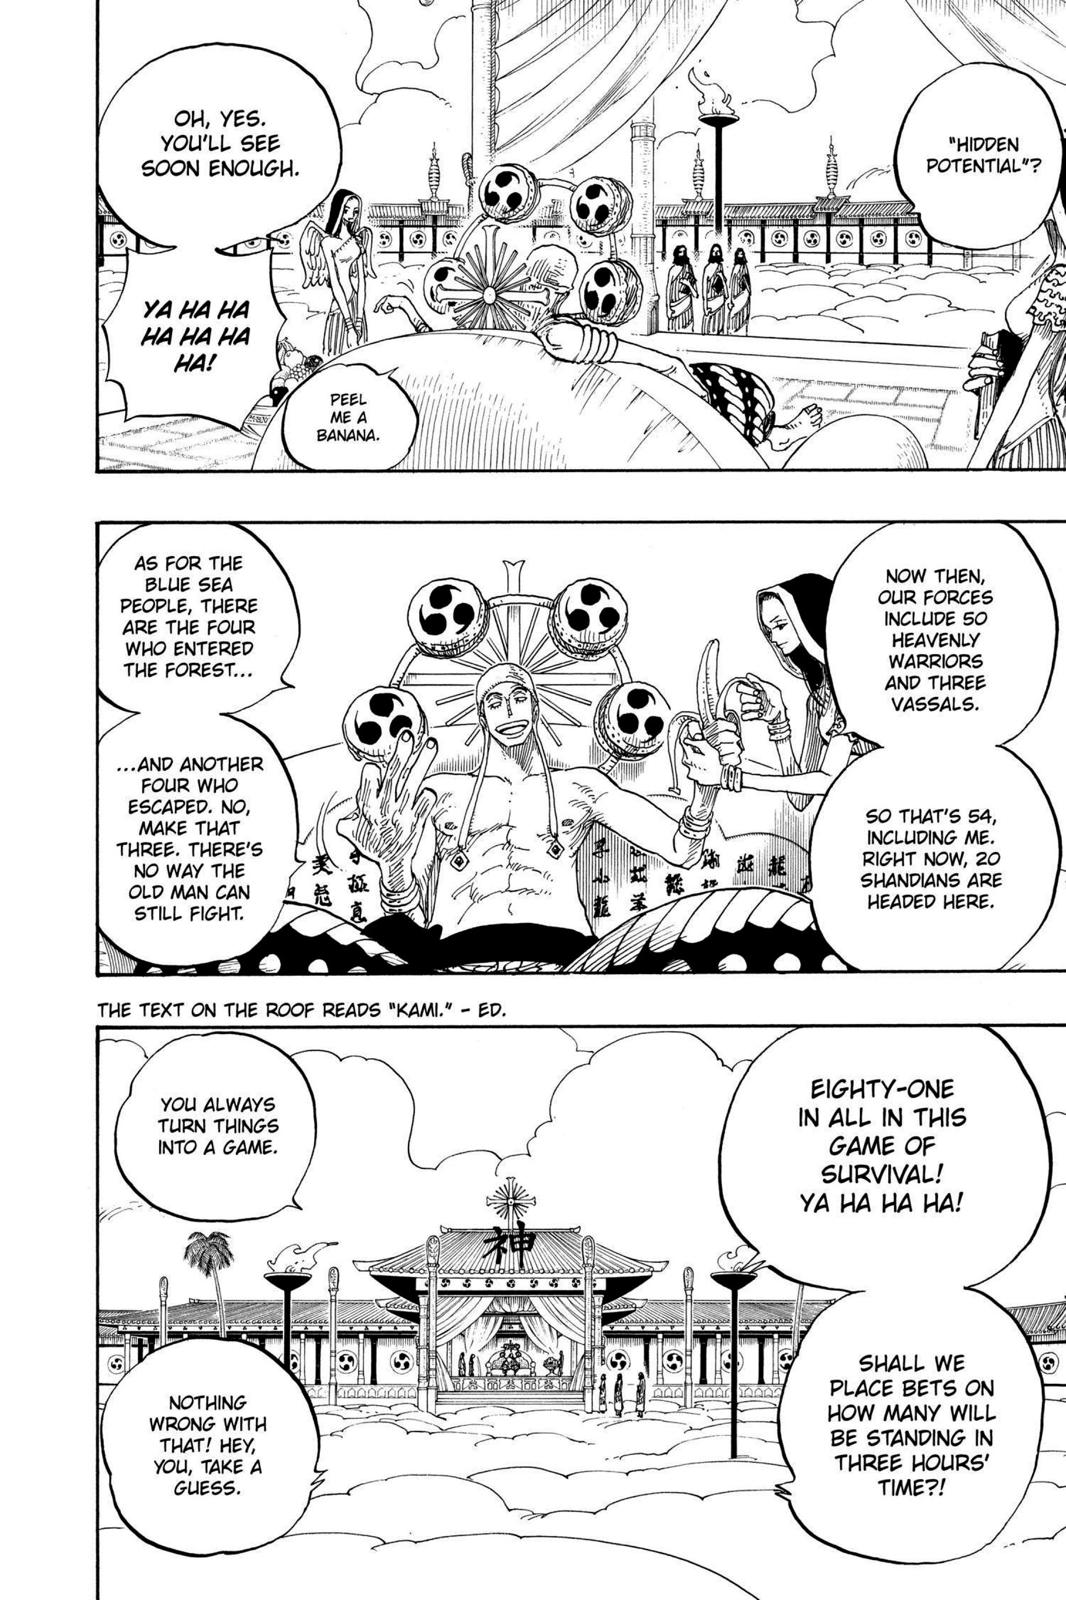 "HIDDEN
POTENTIAL"?
OH, YES.
YOU'LL SEE
SOON ENOUGH.
YA HA HA
HA HA HA
HA!
PEEL
ME A
BANANA.
NOW THEN,
OUR FORCES
INCLUDE 50
HEAVENLY
WARRIORS
AND THREE
VASSALS.
SO THAT'S 54,
INCLUDING ME.
RIGHT NOW, 20
SHANDIANS ARE
HEADED HERE.
AS FOR THE
BLUE SEA
PEOPLE, THERE
ARE THE FOUR
WHO ENTERED
THE FOREST...
...AND ANOTHER
FOUR WHO
ESCAPED. NO,
MAKE THAT
THREE. THERE'S
NO WAY THE
OLD MAN CAN
STILL FIGHT.
THE TEXT ON THE ROOF READS "KAMI." - ED.
EIGHTY-ONE
IN ALL IN THIS
GAME OF
SURVIVAL!
YA HA HA HA!
SHALL WE
PLACE BETS ON
HOW MANY WILL
BE STANDING IN
THREE HOURS'
TIME?!
YOU ALWAYS
TURN THINGS
INTO A GAME.
神
NOTHING
WRONG WITH
THAT! HEY,
YOU, TAKE A
GUESS.